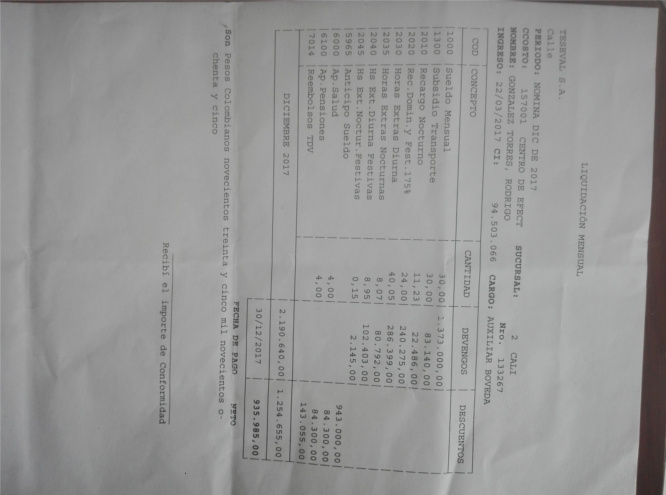 LIQUIDACIÓN MENSUAL
TESEVAL S.A.
Calle
PERIODO: NOMINA DIC DE 2017
CCOSTO: 157001 CENTRO DE EFECT SUCURSAL: 2 CALI
NOMBRE: GONZALEZ TORRES, RODRIGO Nro. 133267
INGRESO: 22/03/2017 CI: 94.503.066 CARGO: AUXILIAR BOVEDA
COD CONCEPTO CANTIDAD DEVENGOS DESCUENTOS
1000 Sueldo Mensual 30,00 1.373.000,00
1300 Subsidio Transporte 30,00 83.140,00
2010 Recargo Nocturno 11,23 22.486,00
2020 Rec.Domin.y Fest 175% 24,00 240.275,00
2030 Horas Extras Diurna 40,05 286.399,00
2035 Horas Extras Nocturnas 8,07 80.792,00
2040 Hs Ext.Diurna Festivas 8,95 102.403,00
2045 Hs Ext.Noctur.Festivas 0,15 2.145,00
5965 Anticipo Sueldo 943.000,00
6000 Ap.Salud 4,00 84.300,00
6100 Ap.Pensiones 4,00 84.300,00
7014 Reembolsos TDV 143.055,00
DICIEMBRE 2017 2.190.640,00 1.254.655,00
FECHA DE PAGO NETO
30/12/2017 935.985,00
Son Pesos Colombianos novecientos treinta y cinco mil novecientos o-
chenta y cinco
Recibí el importe de Conformidad